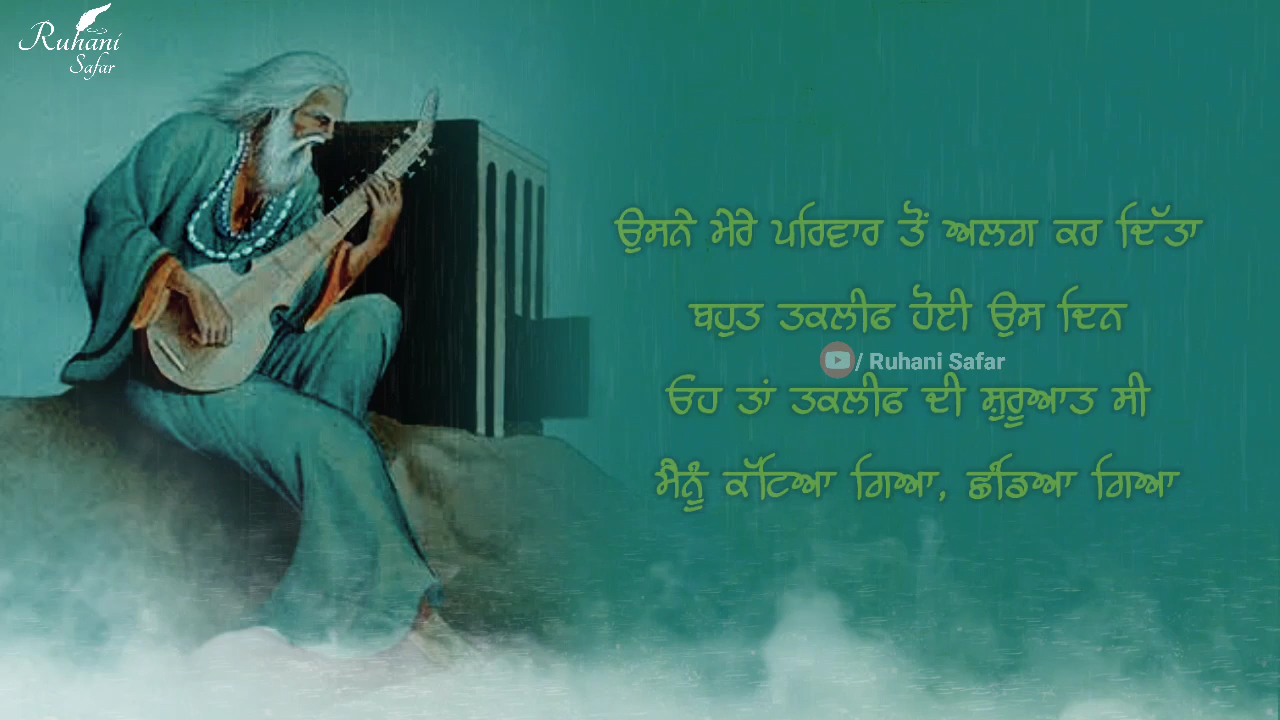 Ruhani
Safar
ਉਸਨੇ ਮੇਰੇ ਪਰਿਵਾਰ ਤੋਂ ਅਲਗ ਕਰ ਦਿੱਤਾ
ਬਹੁਤ ਤਕਲੀਫ ਹੋਈ ਉਸ ਦਿਨ
/ Ruhani Safar
ਓਹ ਤਾਂ ਤਕਲੀਫ ਦੀ ਸ਼ੁਰੂਆਤ ਸੀ
ਮੈਨੂੰ ਕੱਟਿਆ ਗਿਆ, ਛੰਡਿਆ ਗਿਆ